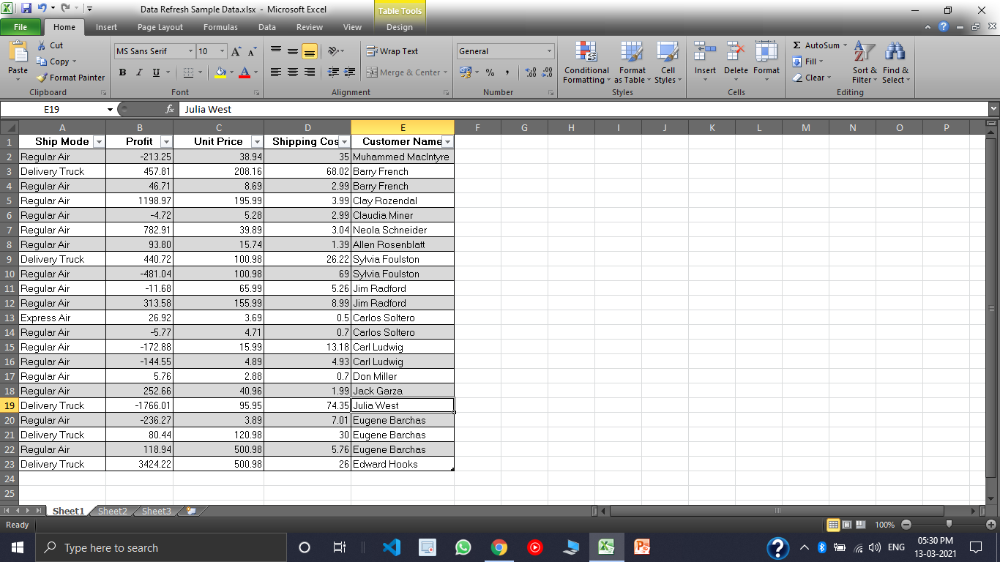 Data Refresh Sample Data.xlsx - Microsoft Excel
Table Tools
File Home Insert Page Layout Formulas Data Review View Design
Paste Cut Copy Format Painter
MS Sans Serif 10
B I U
Wrap Text
Merge & Center
General
% ,
Conditional Formatting Format as Table Cell Styles
Insert Delete Format
Σ AutoSum Fill Clear
Sort & Filter Find & Select
Clipboard Font Alignment Number Styles Cells Editing
E19 fx Julia West
A B C D E F G H I J K L M N O P
1 Ship Mode Profit Unit Price Shipping Cos Customer Name
2 Regular Air -213.25 38.94 35 Muhammed MacIntyre
3 Delivery Truck 457.81 208.16 68.02 Barry French
4 Regular Air 46.71 8.69 2.99 Barry French
5 Regular Air 1198.97 195.99 3.99 Clay Rozendal
6 Regular Air -4.72 5.28 2.99 Claudia Miner
7 Regular Air 782.91 39.89 3.04 Neola Schneider
8 Regular Air 93.80 15.74 1.39 Allen Rosenblatt
9 Delivery Truck 440.72 100.98 26.22 Sylvia Foulston
10 Regular Air -481.04 100.98 69 Sylvia Foulston
11 Regular Air -11.68 65.99 5.26 Jim Radford
12 Regular Air 313.58 155.99 8.99 Jim Radford
13 Express Air 26.92 3.69 0.5 Carlos Soltero
14 Regular Air -5.77 4.71 0.7 Carlos Soltero
15 Regular Air -172.88 15.99 13.18 Carl Ludwig
16 Regular Air -144.55 4.89 4.93 Carl Ludwig
17 Regular Air 5.76 2.88 0.7 Don Miller
18 Regular Air 252.66 40.96 1.99 Jack Garza
19 Delivery Truck -1766.01 95.95 74.35 Julia West
20 Regular Air -236.27 3.89 7.01 Eugene Barchas
21 Delivery Truck 80.44 120.98 30 Eugene Barchas
22 Regular Air 118.94 500.98 5.76 Eugene Barchas
23 Delivery Truck 3424.22 500.98 26 Edward Hooks
24
25
Sheet1 Sheet2 Sheet3
Ready 100%
Type here to search
ENG
05:30 PM
13-03-2021